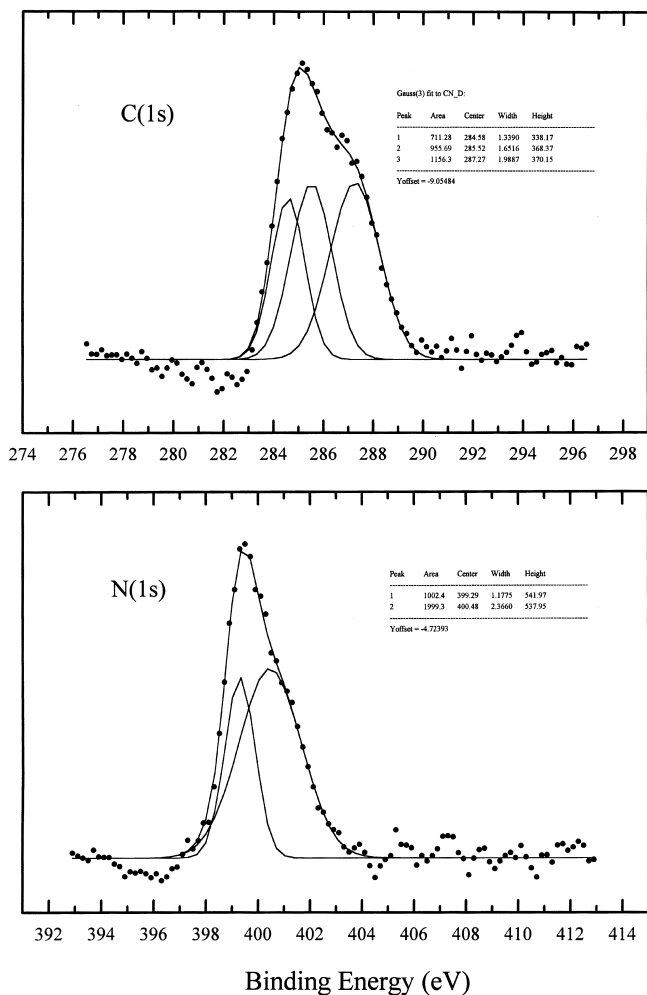 C(1s)
Gauss(3) fit to CN_D:
Peak Area Center Width Height
1 711.28 284.58 1.3390 338.17
2 955.69 285.52 1.6516 368.37
3 1156.3 287.27 1.9887 370.15
Yoffset = -9.05484
274 276 278 280 282 284 286 288 290 292 294 296 298
N(1s)
Peak Area Center Width Height
1 1002.4 399.29 1.1775 541.97
2 1999.3 400.48 2.3660 537.95
Yoffset = -4.72393
392 394 396 398 400 402 404 406 408 410 412 414
Binding Energy (eV)